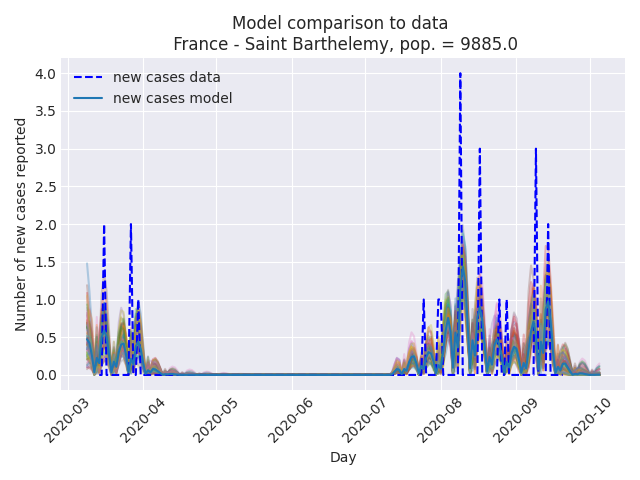 Model comparison to data
France - Saint Barthelemy, pop. = 9885.0
new cases data
new cases model
Number of new cases reported
4.0
3.5
3.0
2.5
2.0
1.5
1.0
0.5
0.0
2020-03
2020-04
2020-05
2020-06
2020-07
2020-08
2020-09
2020-10
Day